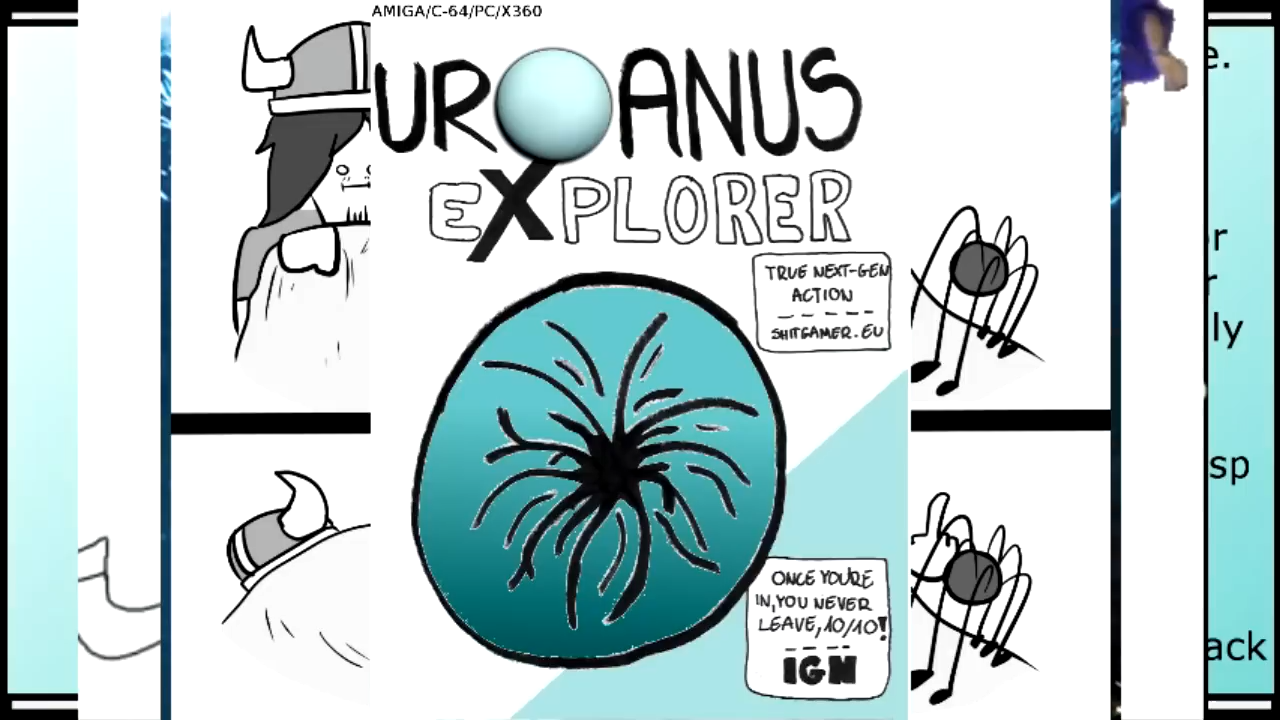 AMIGA/C-64/PC/X360
UR ANUS
EXPLORER
TRUE NEXT-GEN
ACTION
SHITGAMER.EU
ONCE YOU'RE
IN, YOU NEVER
LEAVE, 10/10!
IGN
e.
r
r
ly
sp
ack